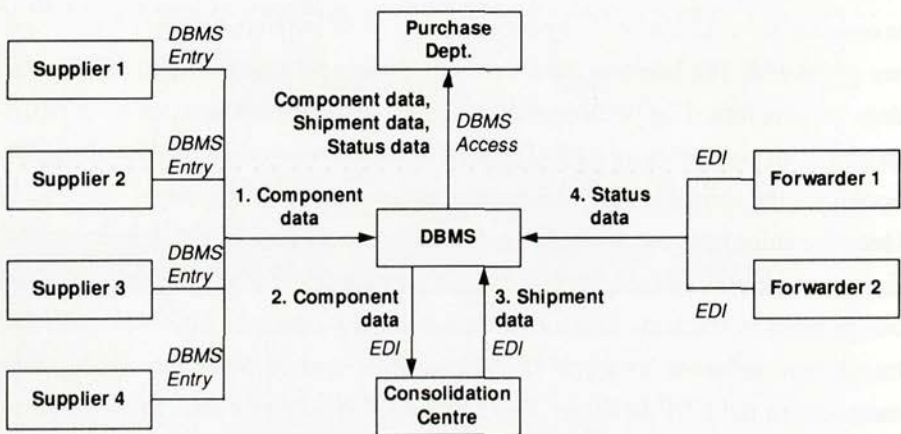 DBMS
Entry
Supplier 1
Purchase
Dept.
Component data,
Shipment data,
Status data
DBMS
Access
DBMS
Entry
Supplier 2
EDI
Forwarder 1
1. Component
data
4. Status
data
DBMS
DBMS
Entry
Supplier 3
2. Component
data
EDI
3. Shipment
data
EDI
Forwarder 2
EDI
DBMS
Entry
Supplier 4
Consolidation
Centre